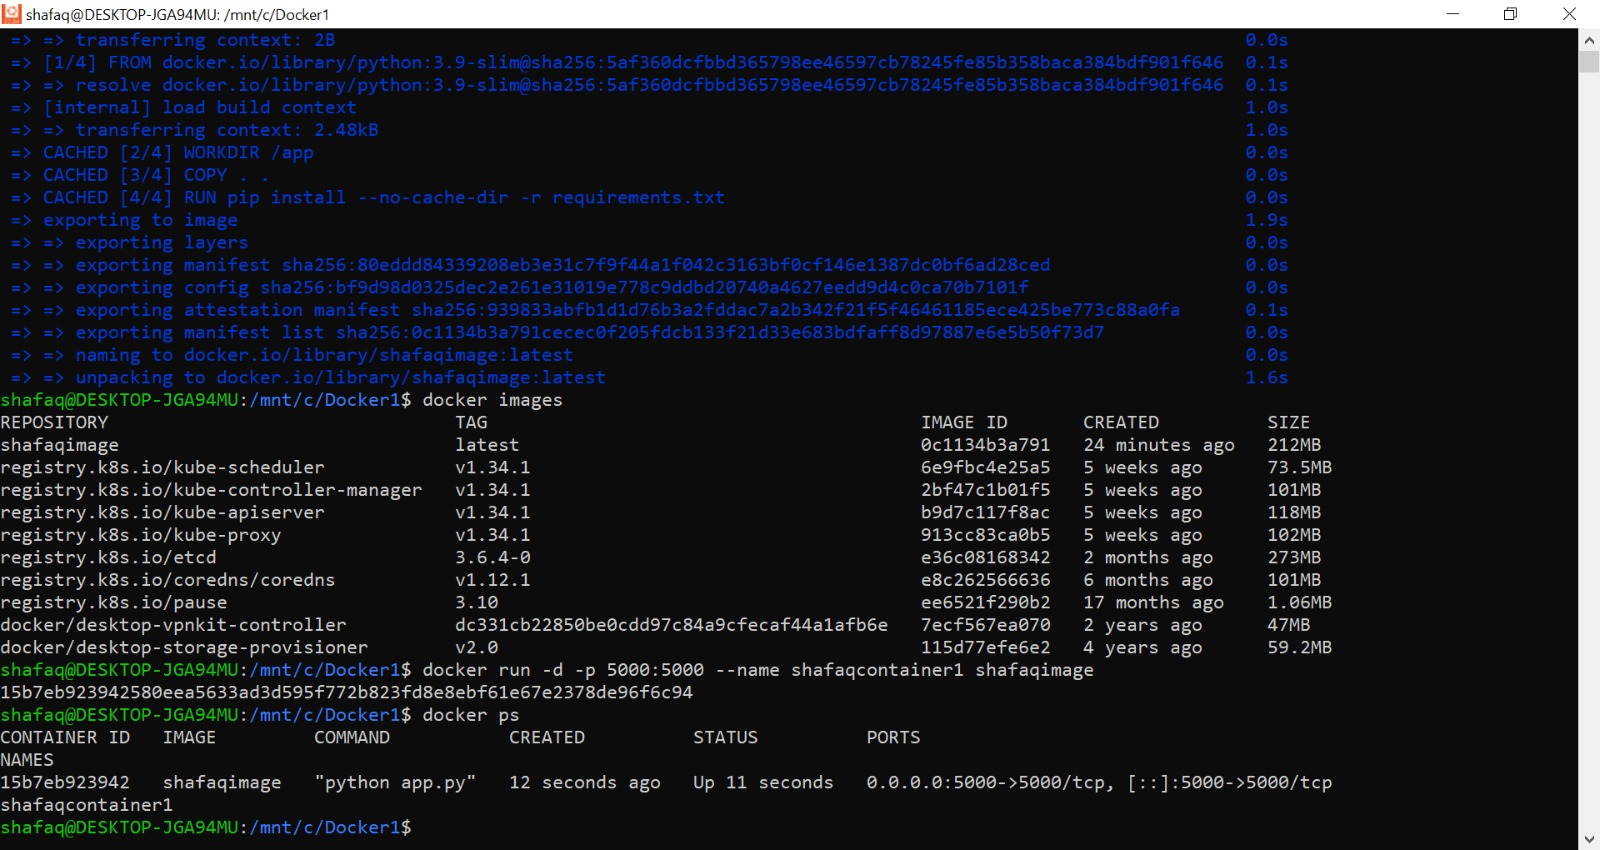 shafaq@DESKTOP-JGA94MU: /mnt/c/Docker1
=> => transferring context: 2B 0.0s
=> [1/4] FROM docker.io/library/python:3.9-slim@sha256:5af360dcfbbd365798ee46597cb78245fe85b358baca384bdf901f646 0.1s
=> => resolve docker.io/library/python:3.9-slim@sha256:5af360dcfbbd365798ee46597cb78245fe85b358baca384bdf901f646 0.1s
=> [internal] load build context 1.0s
=> => transferring context: 2.48kB 1.0s
=> CACHED [2/4] WORKDIR /app 0.0s
=> CACHED [3/4] COPY . . 0.0s
=> CACHED [4/4] RUN pip install --no-cache-dir -r requirements.txt 0.0s
=> exporting to image 1.9s
=> => exporting layers 0.0s
=> => exporting manifest sha256:80eddd84339208eb3e31c7f9f44a1f042c3163bf0cf146e1387dc0bf6ad28ced 0.0s
=> => exporting config sha256:bf9d98d0325dec2e261e31019e778c9ddbd20740a4627eedd9d4c0ca70b7101f 0.0s
=> => exporting attestation manifest sha256:939833abfb1d1d76b3a2fddac7a2b342f21f5f46461185ece425be773c88a0fa 0.1s
=> => exporting manifest list sha256:0c1134b3a791cecec0f205fdcb133f21d33e683bdfaff8d97887e6e5b50f73d7 0.0s
=> => naming to docker.io/library/shafaqimage:latest 0.0s
=> => unpacking to docker.io/library/shafaqimage:latest 1.6s
shafaq@DESKTOP-JGA94MU:/mnt/c/Docker1$ docker images
REPOSITORY TAG IMAGE ID CREATED SIZE
shafaqimage latest 0c1134b3a791 24 minutes ago 212MB
registry.k8s.io/kube-scheduler v1.34.1 6e9fbc4e25a5 5 weeks ago 73.5MB
registry.k8s.io/kube-controller-manager v1.34.1 2bf47c1b01f5 5 weeks ago 101MB
registry.k8s.io/kube-apiserver v1.34.1 b9d7c117f8ac 5 weeks ago 118MB
registry.k8s.io/kube-proxy v1.34.1 913cc83ca0b5 5 weeks ago 102MB
registry.k8s.io/etcd 3.6.4-0 e36c08168342 2 months ago 273MB
registry.k8s.io/coredns/coredns v1.12.1 e8c262566636 6 months ago 101MB
registry.k8s.io/pause 3.10 ee6521f290b2 17 months ago 1.06MB
docker/desktop-vpnkit-controller dc331cb22850be0cdd97c84a9cfecaf44a1afb6e 7ecf567ea070 2 years ago 47MB
docker/desktop-storage-provisioner v2.0 115d77efe6e2 4 years ago 59.2MB
shafaq@DESKTOP-JGA94MU:/mnt/c/Docker1$ docker run -d -p 5000:5000 --name shafaqcontainer1 shafaqimage
15b7eb923942580eea5633ad3d595f772b823fd8e8ebf61e67e2378de96f6c94
shafaq@DESKTOP-JGA94MU:/mnt/c/Docker1$ docker ps
CONTAINER ID IMAGE COMMAND CREATED STATUS PORTS
NAMES
15b7eb923942 shafaqimage "python app.py" 12 seconds ago Up 11 seconds 0.0.0.0:5000->5000/tcp, [::]:5000->5000/tcp
shafaqcontainer1
shafaq@DESKTOP-JGA94MU:/mnt/c/Docker1$